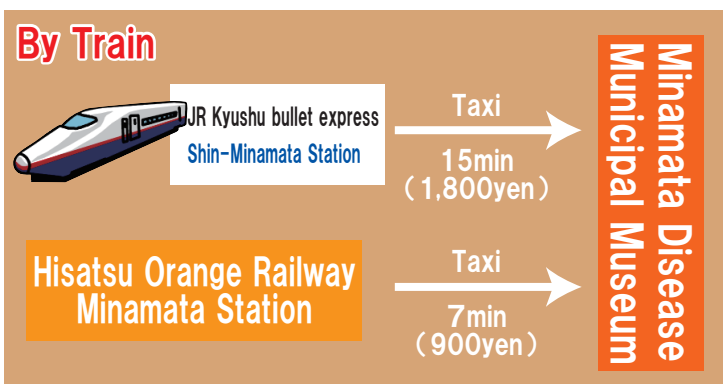 By Train
JR Kyushu bullet express
Shin-Minamata Station
Taxi
15min
(1,800yen)
Hisatsu Orange Railway
Minamata Station
Taxi
7min
(900yen)
Minamata Disease
Municipal Museum